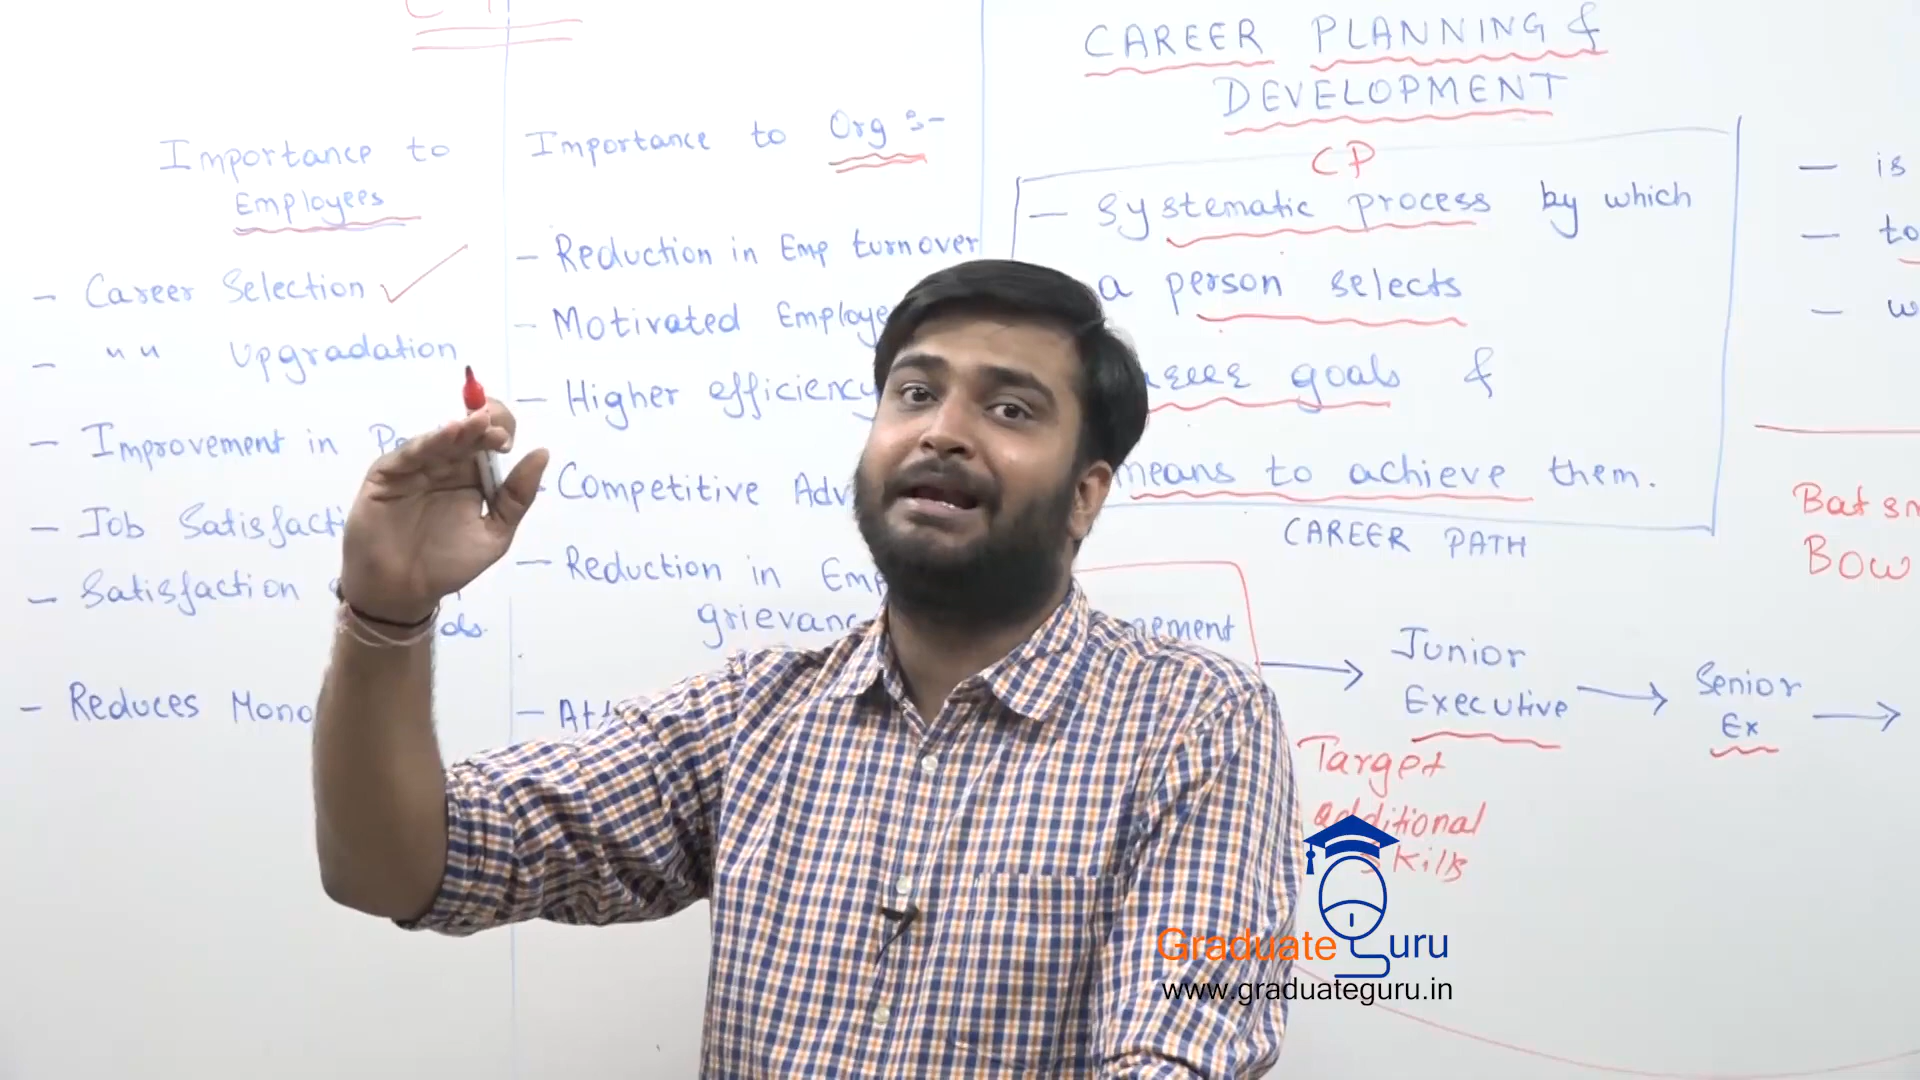 Importance to
Employees
- Career Selection ✓
- " " Upgradation
- Improvement in
- Job
- Satisfaction
- Reduces
Importance to Org :-
- Reduction in Emp turnover
- Motivated
- Higher efficiency
- Competitive
- Reduction in
CAREER PLANNING &
DEVELOPMENT
CP
- Systematic process by which
a person selects
goals &
means to achieve them.
CAREER PATH
Junior
Executive
Senior
Ex
Target
additional
skills
- is
- to
-
Graduate Guru
www.graduateguru.in